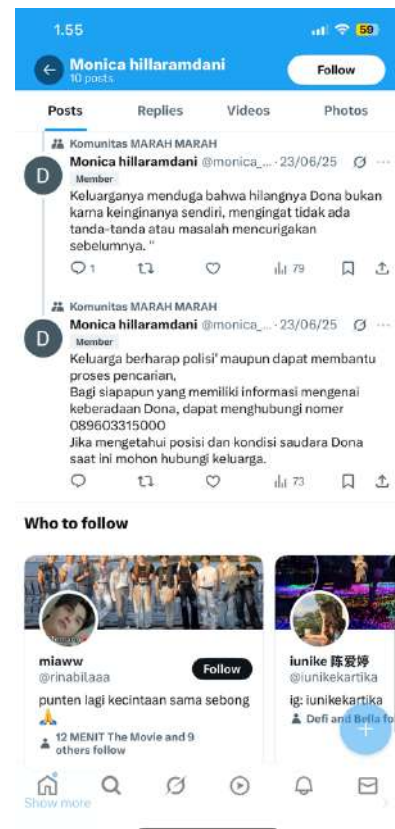 1.55
59
Monica hillaramdani
10 posts
Follow
Posts Replies Videos Photos
Komunitas MARAH MARAH
Monica hillaramdani @monica_... · 23/06/25
D
Member
Keluarganya menduga bahwa hilangnya Dona bukan
karna keinginanya sendiri, mengingat tidak ada
tanda-tanda atau masalah mencurigakan
sebelumnya. "
1 79
Komunitas MARAH MARAH
Monica hillaramdani @monica_... · 23/06/25
D
Member
Keluarga berharap polisi' maupun dapat membantu
proses pencarian,
Bagi siapapun yang memiliki informasi mengenai
keberadaan Dona, dapat menghubungi nomer
089603315000
Jika mengetahui posisi dan kondisi saudara Dona
saat ini mohon hubungi keluarga.
73
Who to follow
miaww
@rinabilaaa
Follow
punten lagi kecintaan sama sebong
🙏
12 MENIT The Movie and 9
others follow
iunike 陈爱婷
@iunikekartika
ig: iunikekartika
Defi and Bella fo
Show more